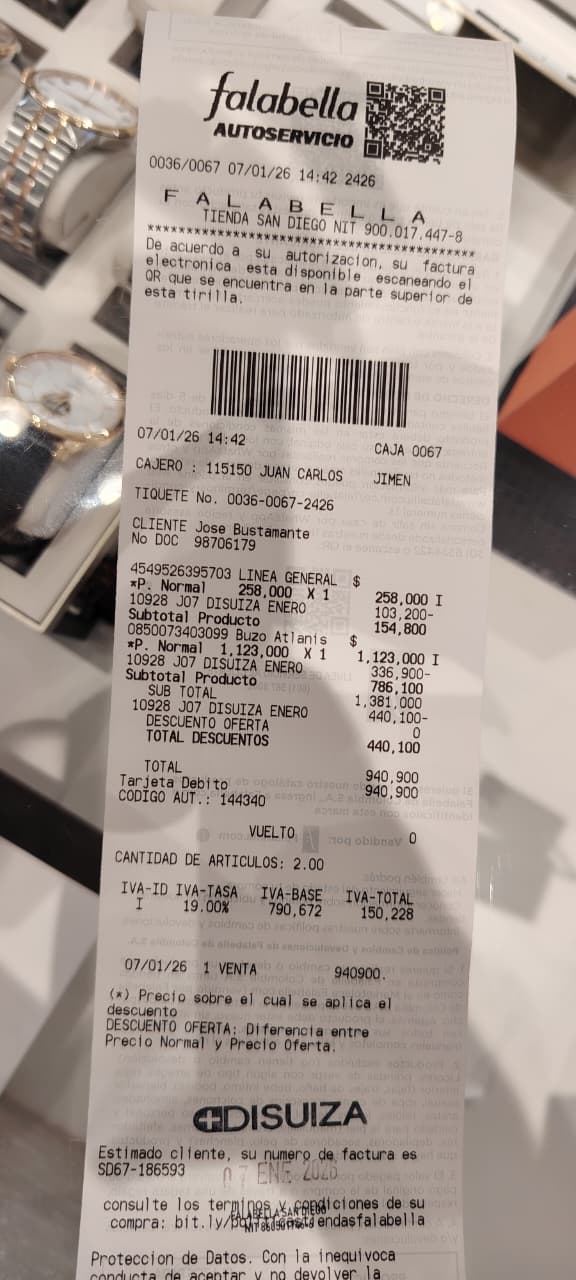 falabella
AUTOSERVICIO
0036/0067 07/01/26 14:42 2426
F A L A B E L L A
TIENDA SAN DIEGO NIT 900.017.447-8
************************************************
De acuerdo a su autorizacion, su factura
electronica esta disponible escaneando el
QR que se encuentra en la parte superior de
esta tirilla.
07/01/26 14:42 CAJA 0067
CAJERO : 115150 JUAN CARLOS JIMEN
TIQUETE No. 0036-0067-2426
CLIENTE Jose Bustamante
No DOC 98706179
4549526395703 LINEA GENERAL $
*P. Normal 258,000 X 1 258,000 I
10928 J07 DISUIZA ENERO 103,200-
Subtotal Producto 154,800
0850073403099 Buzo Atlanis $
*P. Normal 1,123,000 X 1 1,123,000 I
10928 J07 DISUIZA ENERO 336,900-
Subtotal Producto 786,100
SUB TOTAL 1,381,000
10928 J07 DISUIZA ENERO 440,100-
DESCUENTO OFERTA 0
TOTAL DESCUENTOS 440,100
TOTAL 940,900
Tarjeta Debito 940,900
CODIGO AUT.: 144340
VUELTO 0
CANTIDAD DE ARTICULOS: 2.00
IVA-ID IVA-TASA IVA-BASE IVA-TOTAL
I 19.00% 790,672 150,228
07/01/26 1 VENTA 940900.
(*) Precio sobre el cual se aplica el
descuento
DESCUENTO OFERTA: Diferencia entre
Precio Normal y Precio Oferta.
DISUIZA
Estimado cliente, su numero de factura es
SD67-186593
07 ENE 2026
consulte los terminos y condiciones de su
FALABELLA SAN DIEGO
compra:
Proteccion de Datos. Con la inequivoca
conducta de aceptar y no devolver la